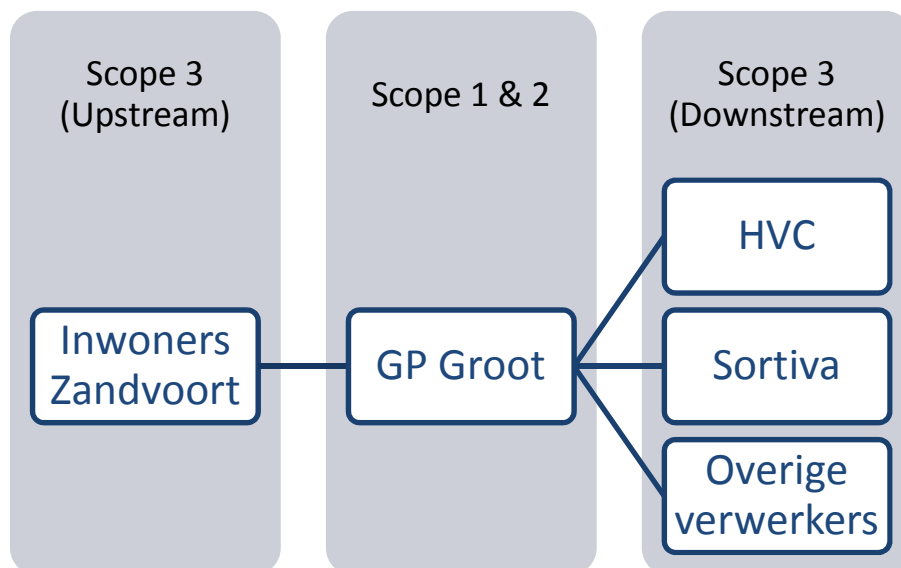 Scope 3
(Upstream)
Inwoners
Zandvoort
Scope 1 & 2
GP Groot
Scope 3
(Downstream)
HVC
Sortiva
Overige
verwerkers